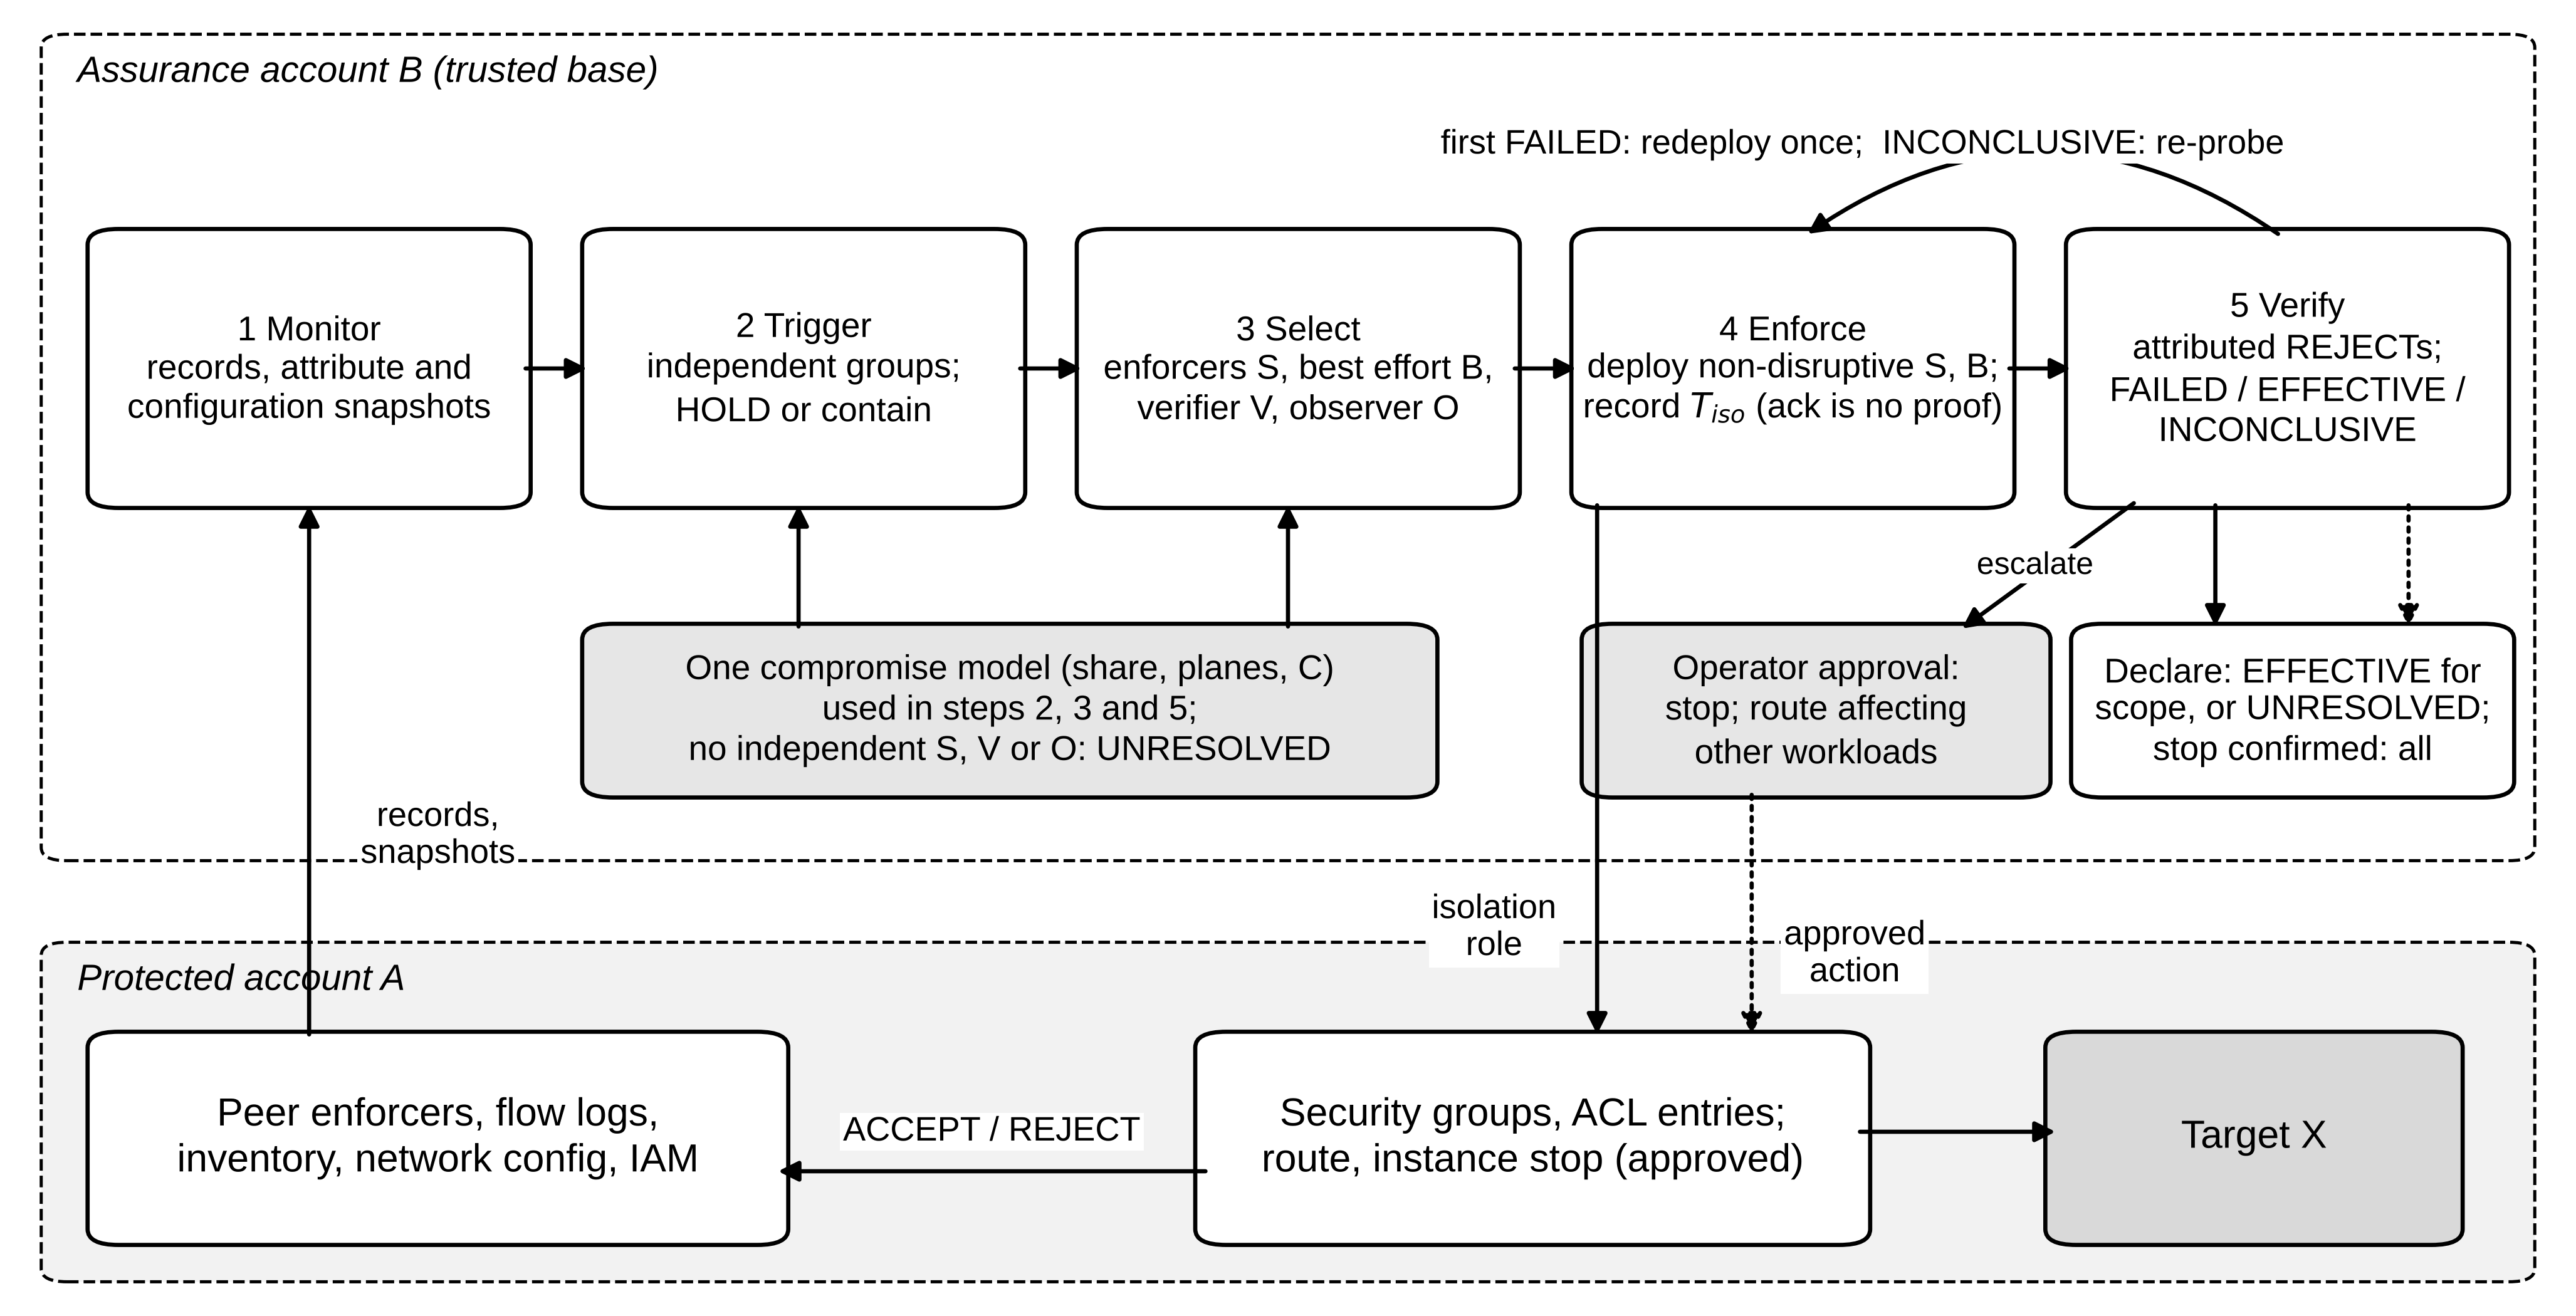 Assurance account B (trusted base)
first FAILED: redeploy once;  INCONCLUSIVE: re-probe
1 Monitor
records, attribute and
configuration snapshots
2 Trigger
independent groups;
HOLD or contain
3 Select
enforcers S, best effort B,
verifier V, observer O
4 Enforce
deploy non-disruptive S, B;
record T_iso (ack is no proof)
5 Verify
attributed REJECTs;
FAILED / EFFECTIVE /
INCONCLUSIVE
escalate
One compromise model (share, planes, C)
used in steps 2, 3 and 5;
no independent S, V or O: UNRESOLVED
Operator approval:
stop; route affecting
other workloads
Declare: EFFECTIVE for
scope, or UNRESOLVED;
stop confirmed: all
records,
snapshots
isolation
role
approved
action
Protected account A
Peer enforcers, flow logs,
inventory, network config, IAM
ACCEPT / REJECT
Security groups, ACL entries;
route, instance stop (approved)
Target X